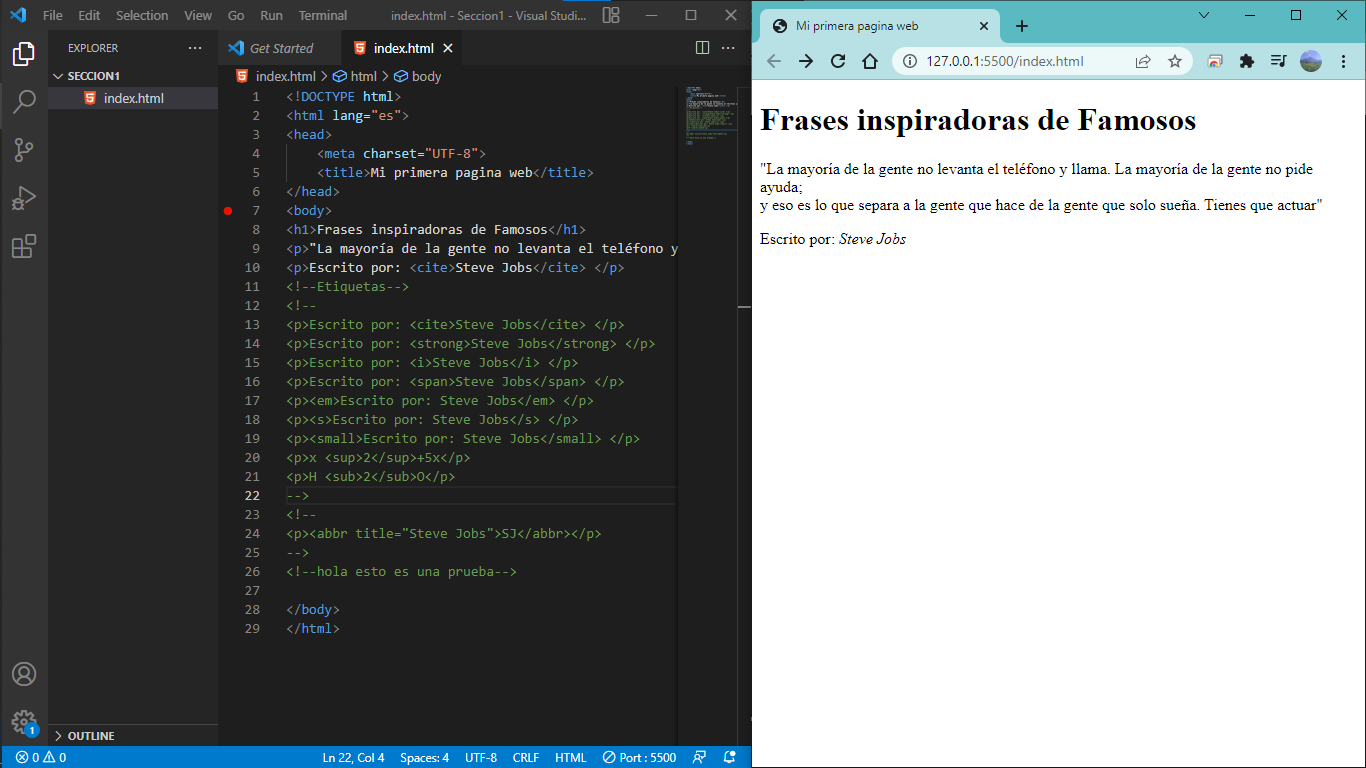 File Edit Selection View Go Run Terminal index.html - Seccion1 - Visual Studi...
EXPLORER
SECCION1
index.html
OUTLINE
Get Started index.html
index.html > html > body
1 <!DOCTYPE html>
2 <html lang="es">
3 <head>
4 <meta charset="UTF-8">
5 <title>Mi primera pagina web</title>
6 </head>
7 <body>
8 <h1>Frases inspiradoras de Famosos</h1>
9 <p>"La mayoría de la gente no levanta el teléfono y
10 <p>Escrito por: <cite>Steve Jobs</cite> </p>
11 <!--Etiquetas-->
12 <!--
13 <p>Escrito por: <cite>Steve Jobs</cite> </p>
14 <p>Escrito por: <strong>Steve Jobs</strong> </p>
15 <p>Escrito por: <i>Steve Jobs</i> </p>
16 <p>Escrito por: <span>Steve Jobs</span> </p>
17 <p><em>Escrito por: Steve Jobs</em> </p>
18 <p><s>Escrito por: Steve Jobs</s> </p>
19 <p><small>Escrito por: Steve Jobs</small> </p>
20 <p>x <sup>2</sup>+5x</p>
21 <p>H <sub>2</sub>O</p>
22 -->
23 <!--
24 <p><abbr title="Steve Jobs">SJ</abbr></p>
25 -->
26 <!--hola esto es una prueba-->
27
28 </body>
29 </html>
1
0 0 Ln 22, Col 4 Spaces: 4 UTF-8 CRLF HTML Port : 5500
Mi primera pagina web
127.0.0.1:5500/index.html
Frases inspiradoras de Famosos
"La mayoría de la gente no levanta el teléfono y llama. La mayoría de la gente no pide
ayuda;
y eso es lo que separa a la gente que hace de la gente que solo sueña. Tienes que actuar"
Escrito por: Steve Jobs